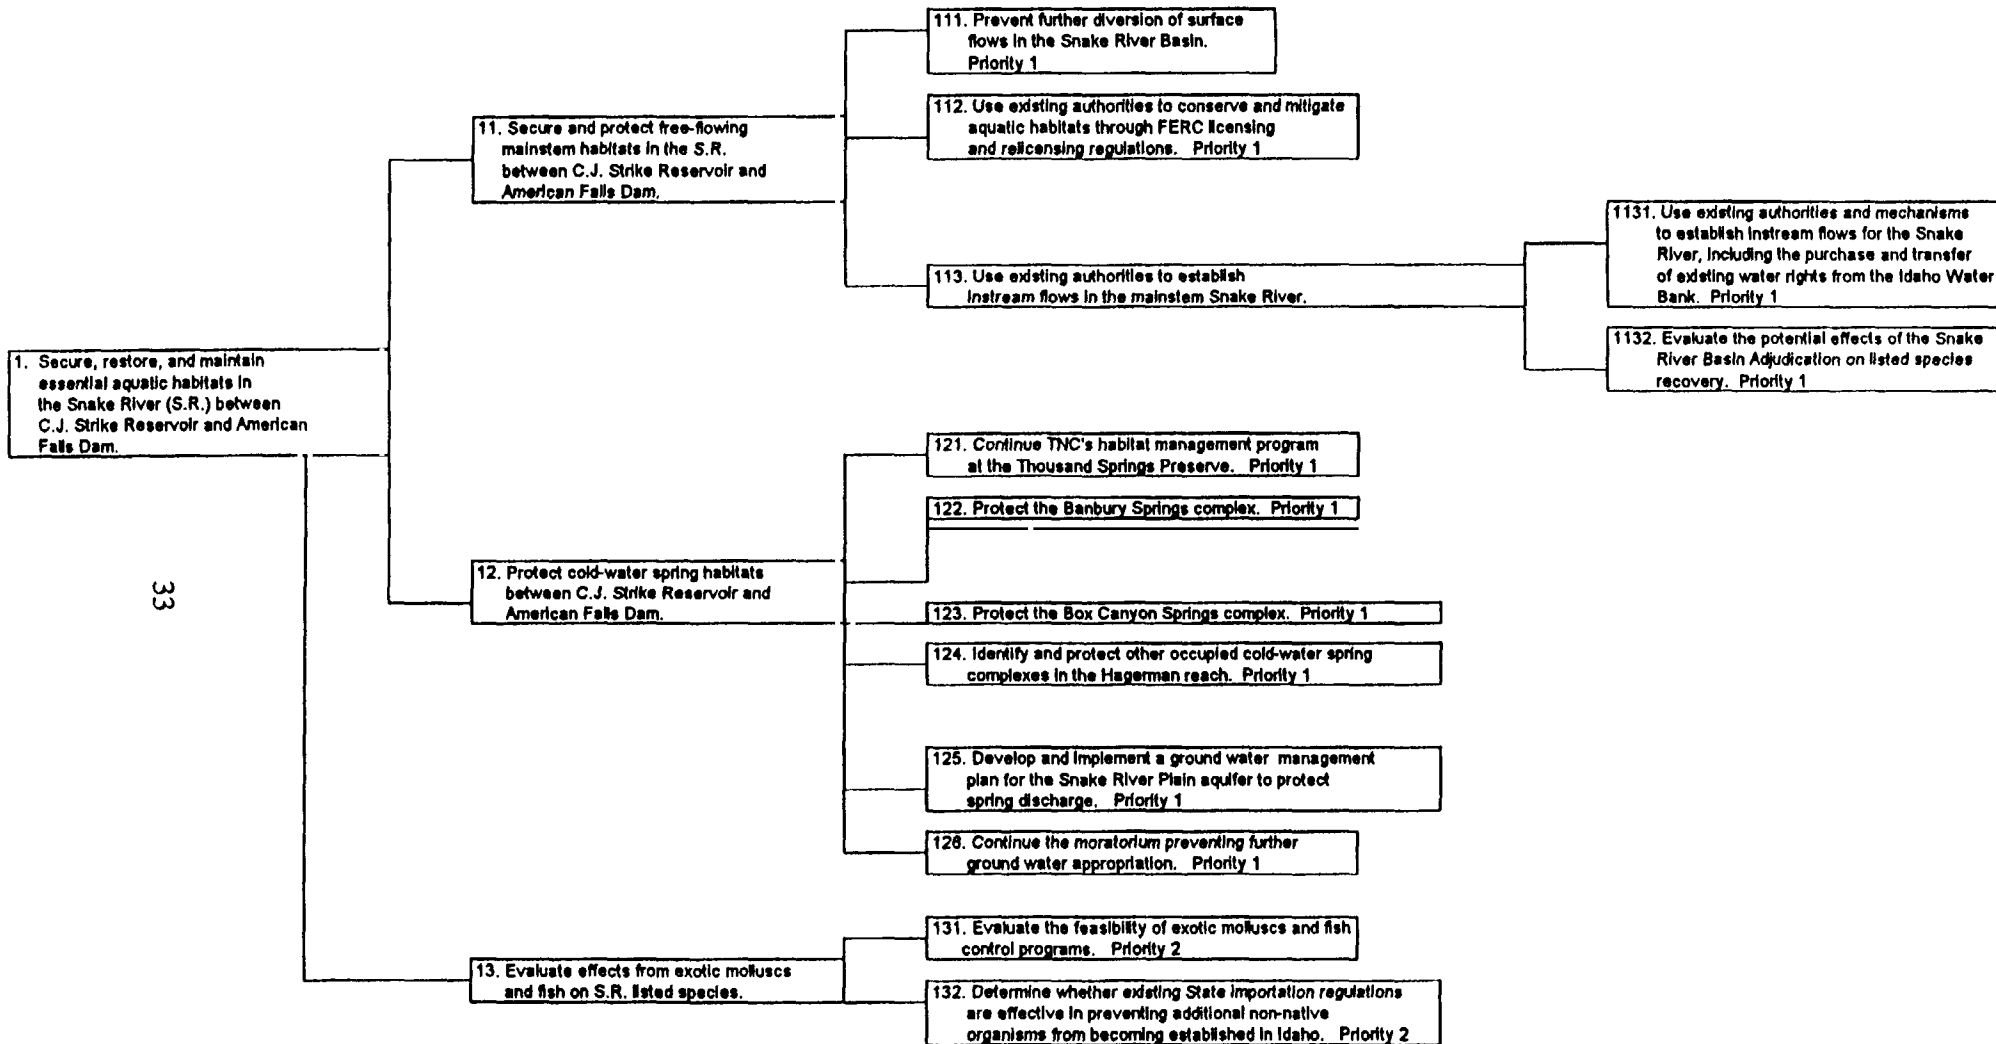 1. Secure, restore, and maintain
essential aquatic habitats in
the Snake River (S.R.) between
C.J. Strike Reservoir and American
Falls Dam.
11. Secure and protect free-flowing
mainstem habitats in the S.R.
between C.J. Strike Reservoir and
American Falls Dam.
111. Prevent further diversion of surface
flows in the Snake River Basin.
Priority 1
112. Use existing authorities to conserve and mitigate
aquatic habitats through FERC licensing
and relicensing regulations. Priority 1
113. Use existing authorities to establish
instream flows in the mainstem Snake River.
1131. Use existing authorities and mechanisms
to establish instream flows for the Snake
River, including the purchase and transfer
of existing water rights from the Idaho Water
Bank. Priority 1
1132. Evaluate the potential effects of the Snake
River Basin Adjudication on listed species
recovery. Priority 1
12. Protect cold-water spring habitats
between C.J. Strike Reservoir and
American Falls Dam.
121. Continue TNC's habitat management program
at the Thousand Springs Preserve. Priority 1
122. Protect the Banbury Springs complex. Priority 1
123. Protect the Box Canyon Springs complex. Priority 1
124. Identify and protect other occupied cold-water spring
complexes in the Hagerman reach. Priority 1
125. Develop and implement a ground water management
plan for the Snake River Plain aquifer to protect
spring discharge. Priority 1
126. Continue the moratorium preventing further
ground water appropriation. Priority 1
13. Evaluate effects from exotic molluscs
and fish on S.R. listed species.
131. Evaluate the feasibility of exotic molluscs and fish
control programs. Priority 2
132. Determine whether existing State importation regulations
are effective in preventing additional non-native
organisms from becoming established in Idaho. Priority 2
33